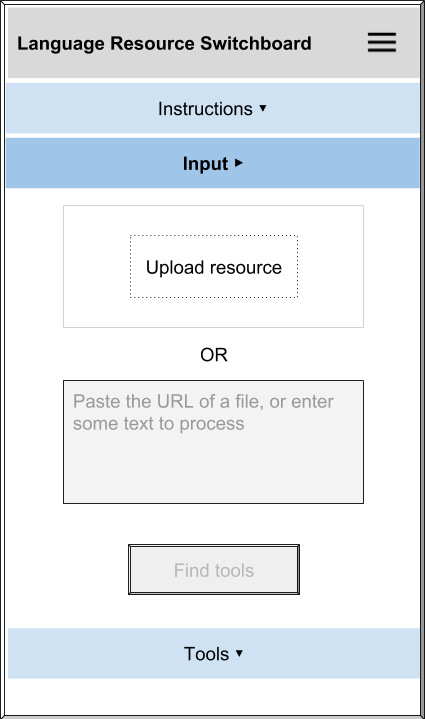 Language Resource Switchboard
Instructions ▼
Input ►
Upload resource
OR
Paste the URL of a file, or enter
some text to process
Find tools
Tools ▼